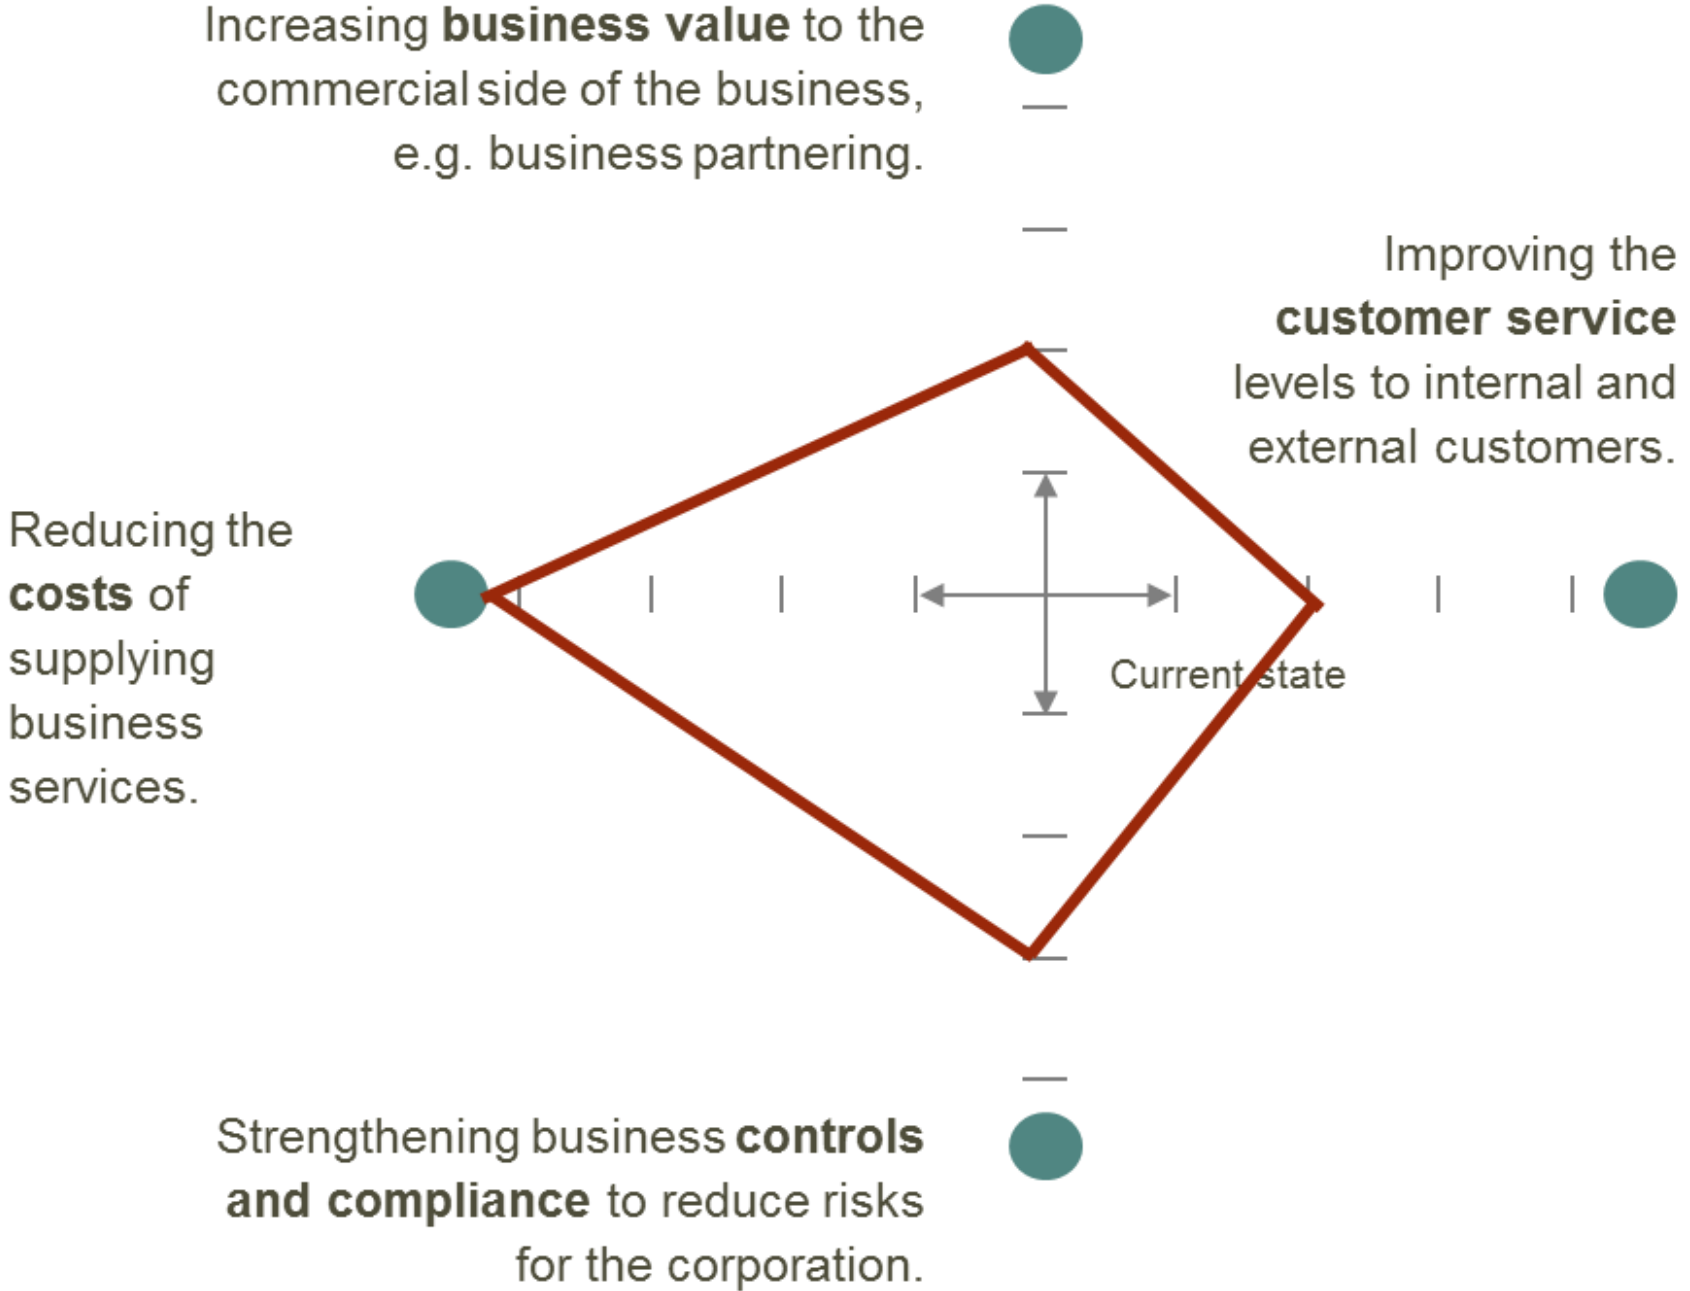 Increasing business value to the
commercial side of the business,
e.g. business partnering.
Improving the
customer service
levels to internal and
external customers.
Reducing the
costs of
supplying
business
services.
Current state
Strengthening business controls
and compliance to reduce risks
for the corporation.